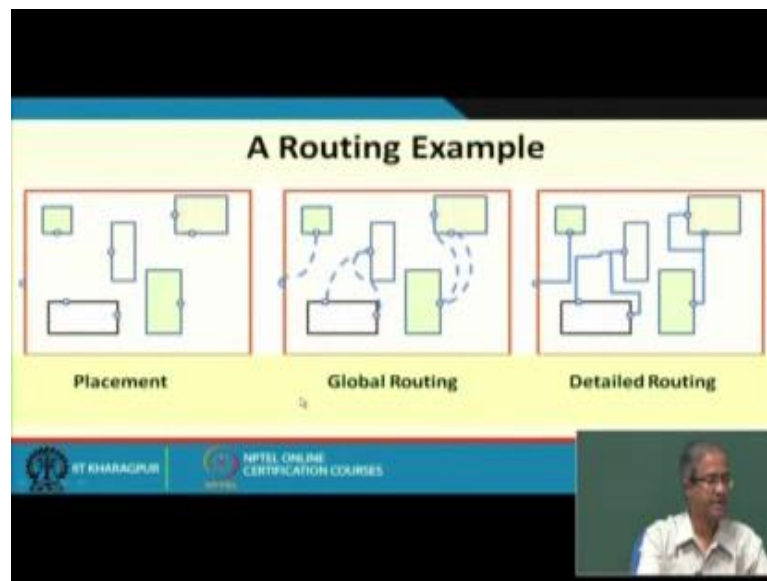 A Routing Example
Placement
Global Routing
Detailed Routing
IIT KHARAGPUR
NPTEL ONLINE
CERTIFICATION COURSES